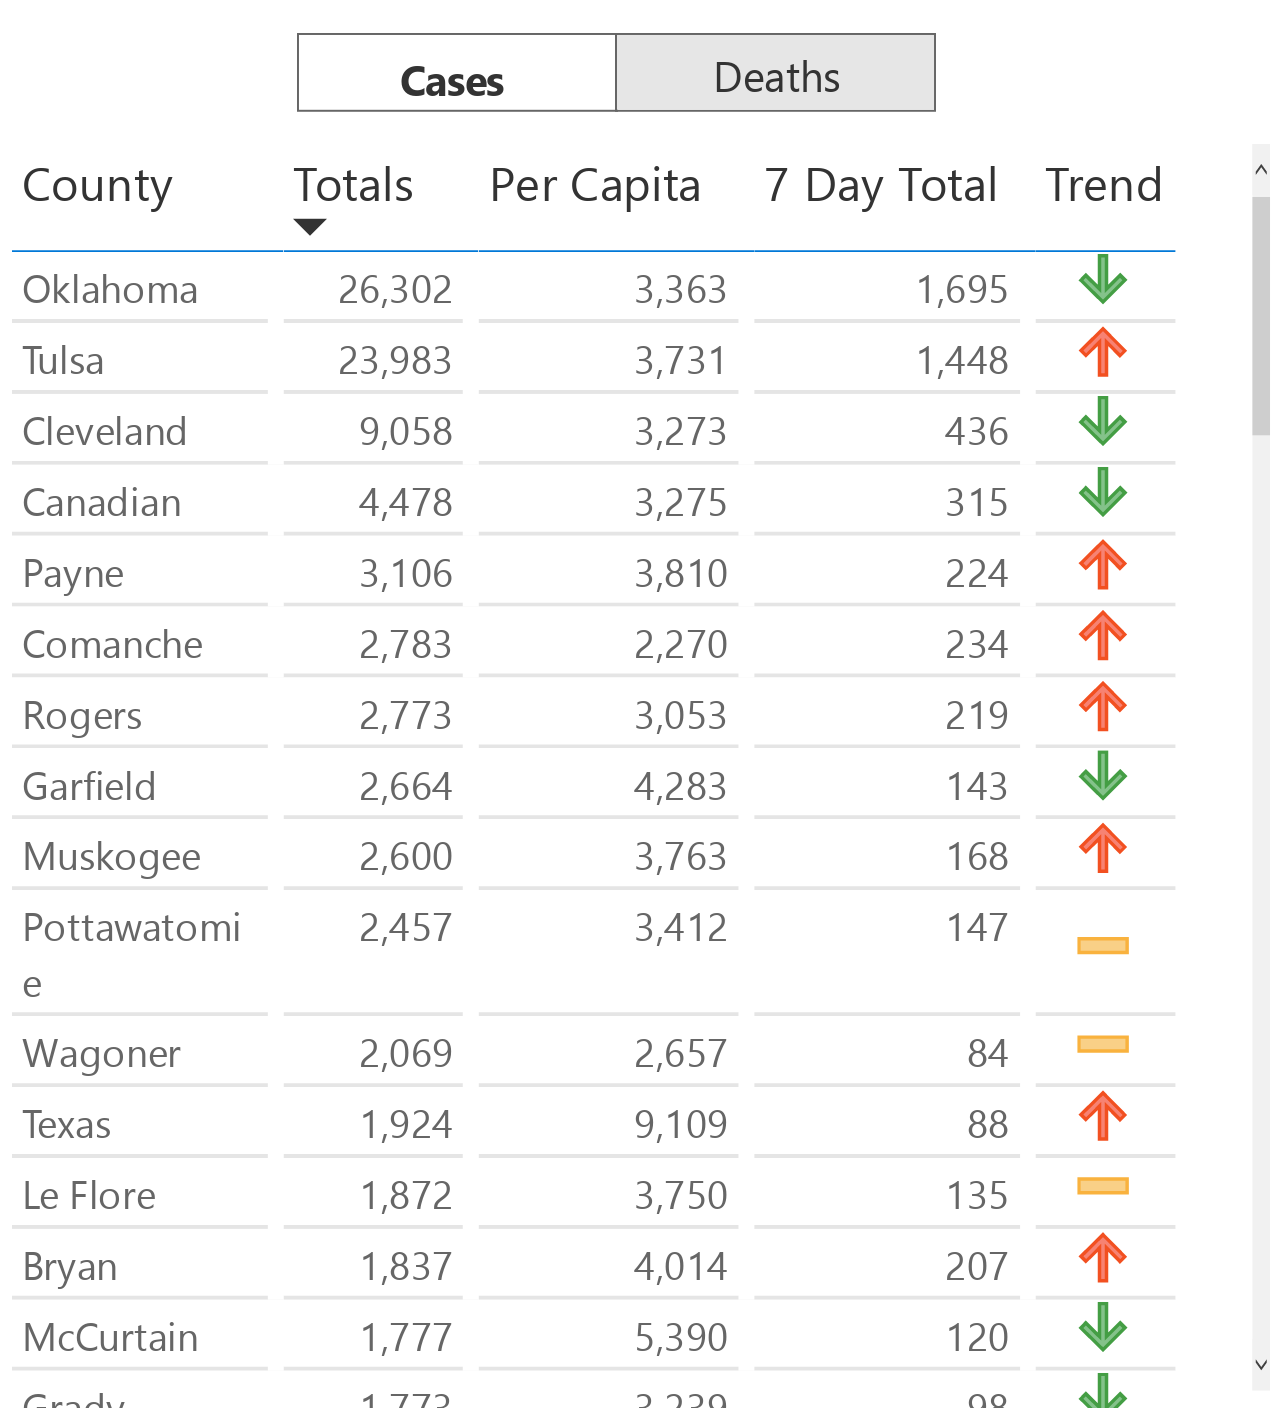 Cases Deaths
County Totals Per Capita 7 Day Total Trend
Oklahoma 26,302 3,363 1,695
Tulsa 23,983 3,731 1,448
Cleveland 9,058 3,273 436
Canadian 4,478 3,275 315
Payne 3,106 3,810 224
Comanche 2,783 2,270 234
Rogers 2,773 3,053 219
Garfield 2,664 4,283 143
Muskogee 2,600 3,763 168
Pottawatomi 2,457 3,412 147
e
Wagoner 2,069 2,657 84
Texas 1,924 9,109 88
Le Flore 1,872 3,750 135
Bryan 1,837 4,014 207
McCurtain 1,777 5,390 120
Grady 1,773 3,239 98